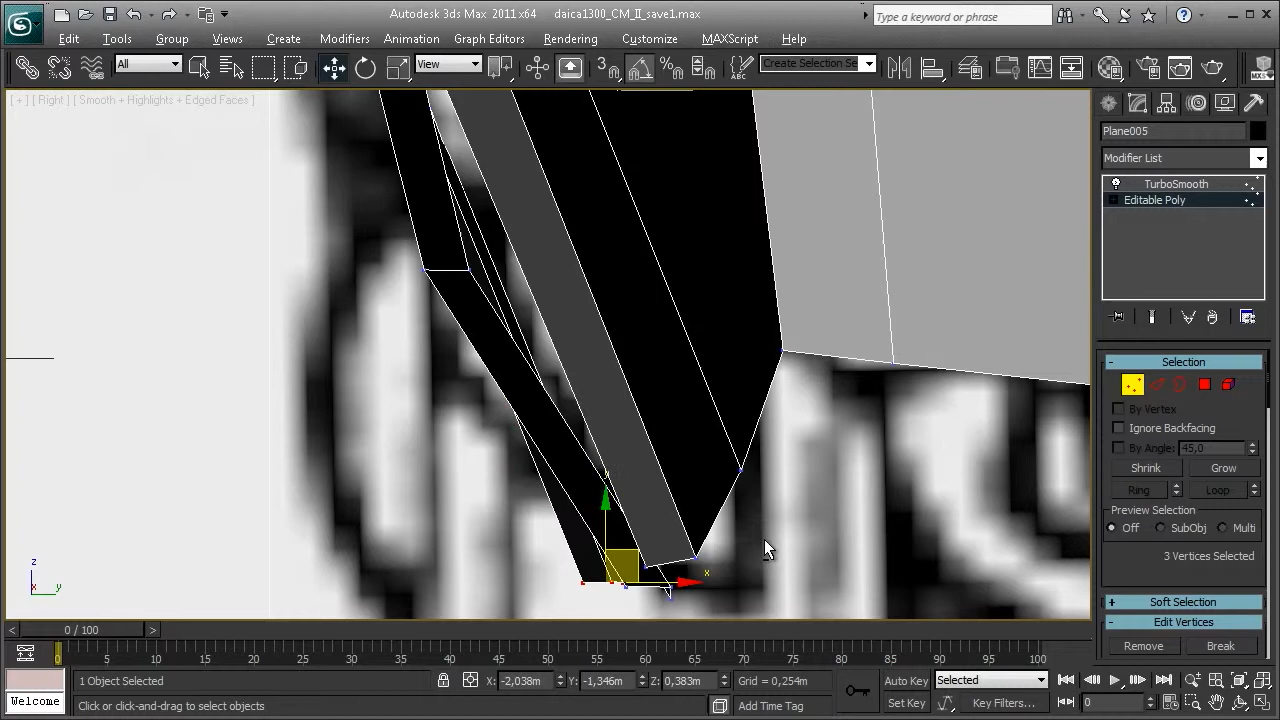 Autodesk 3ds Max 2011 x64 daica1300_CM_II_save1.max
Type a keyword or phrase
Edit Tools Group Views Create Modifiers Animation Graph Editors Rendering Customize MAXScript Help
All View 3 Create Selection Se
[ + ] [ Right ] [ Smooth + Highlights + Edged Faces ]
Plane005
Modifier List
TurboSmooth
Editable Poly
- Selection
By Vertex
Ignore Backfacing
By Angle: 45,0
Shrink Grow
Ring Loop
Preview Selection
Off SubObj Multi
3 Vertices Selected
+ Soft Selection
- Edit Vertices
Remove Break
z
y
x
x
< 0 / 100 >
0 5 10 15 20 25 30 35 40 45 50 55 60 65 70 75 80 85 90 95 100
1 Object Selected X: -2,038m Y: -1,346m Z: 0,383m Grid = 0,254m Auto Key Selected
Welcome Click or click-and-drag to select objects Add Time Tag Set Key Key Filters... 0